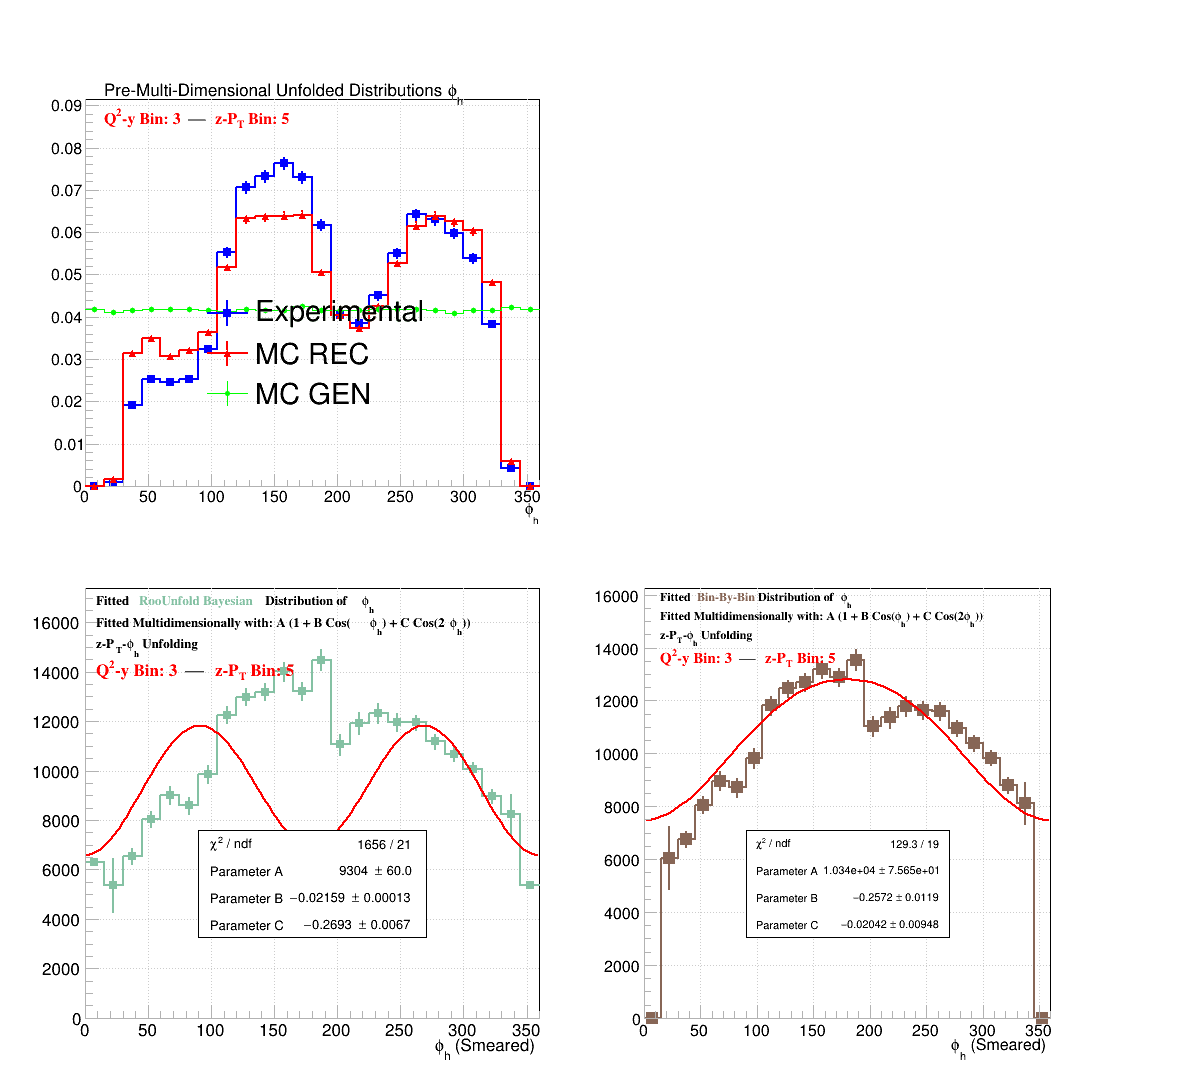 Pre-Multi-Dimensional Unfolded Distributions ϕh
Q²-y Bin: 3 — z-PT Bin: 5
0.09
0.08
0.07
0.06
0.05
0.04
0.03
0.02
0.01
0
Experimental
MC REC
MC GEN
0 50 100 150 200 250 300 350
ϕh
Fitted RooUnfold Bayesian Distribution of ϕh
Fitted Multidimensionally with: A (1 + B Cos( ϕh) + C Cos(2 ϕh))
z-PT-ϕh Unfolding
Q²-y Bin: 3 — z-PT Bin: 5
16000
14000
12000
10000
8000
6000
4000
2000
0
χ² / ndf 1656 / 21
Parameter A 9304 ± 60.0
Parameter B −0.02159 ± 0.00013
Parameter C −0.2693 ± 0.0067
0 50 100 150 200 250 300 350
ϕh (Smeared)
Fitted Bin-By-Bin Distribution of ϕh
Fitted Multidimensionally with: A (1 + B Cos(ϕh) + C Cos(2ϕh))
z-PT-ϕh Unfolding
Q²-y Bin: 3 — z-PT Bin: 5
16000
14000
12000
10000
8000
6000
4000
2000
0
χ² / ndf 129.3 / 19
Parameter A 1.034e+04 ± 7.565e+01
Parameter B −0.2572 ± 0.0119
Parameter C −0.02042 ± 0.00948
0 50 100 150 200 250 300 350
ϕh (Smeared)